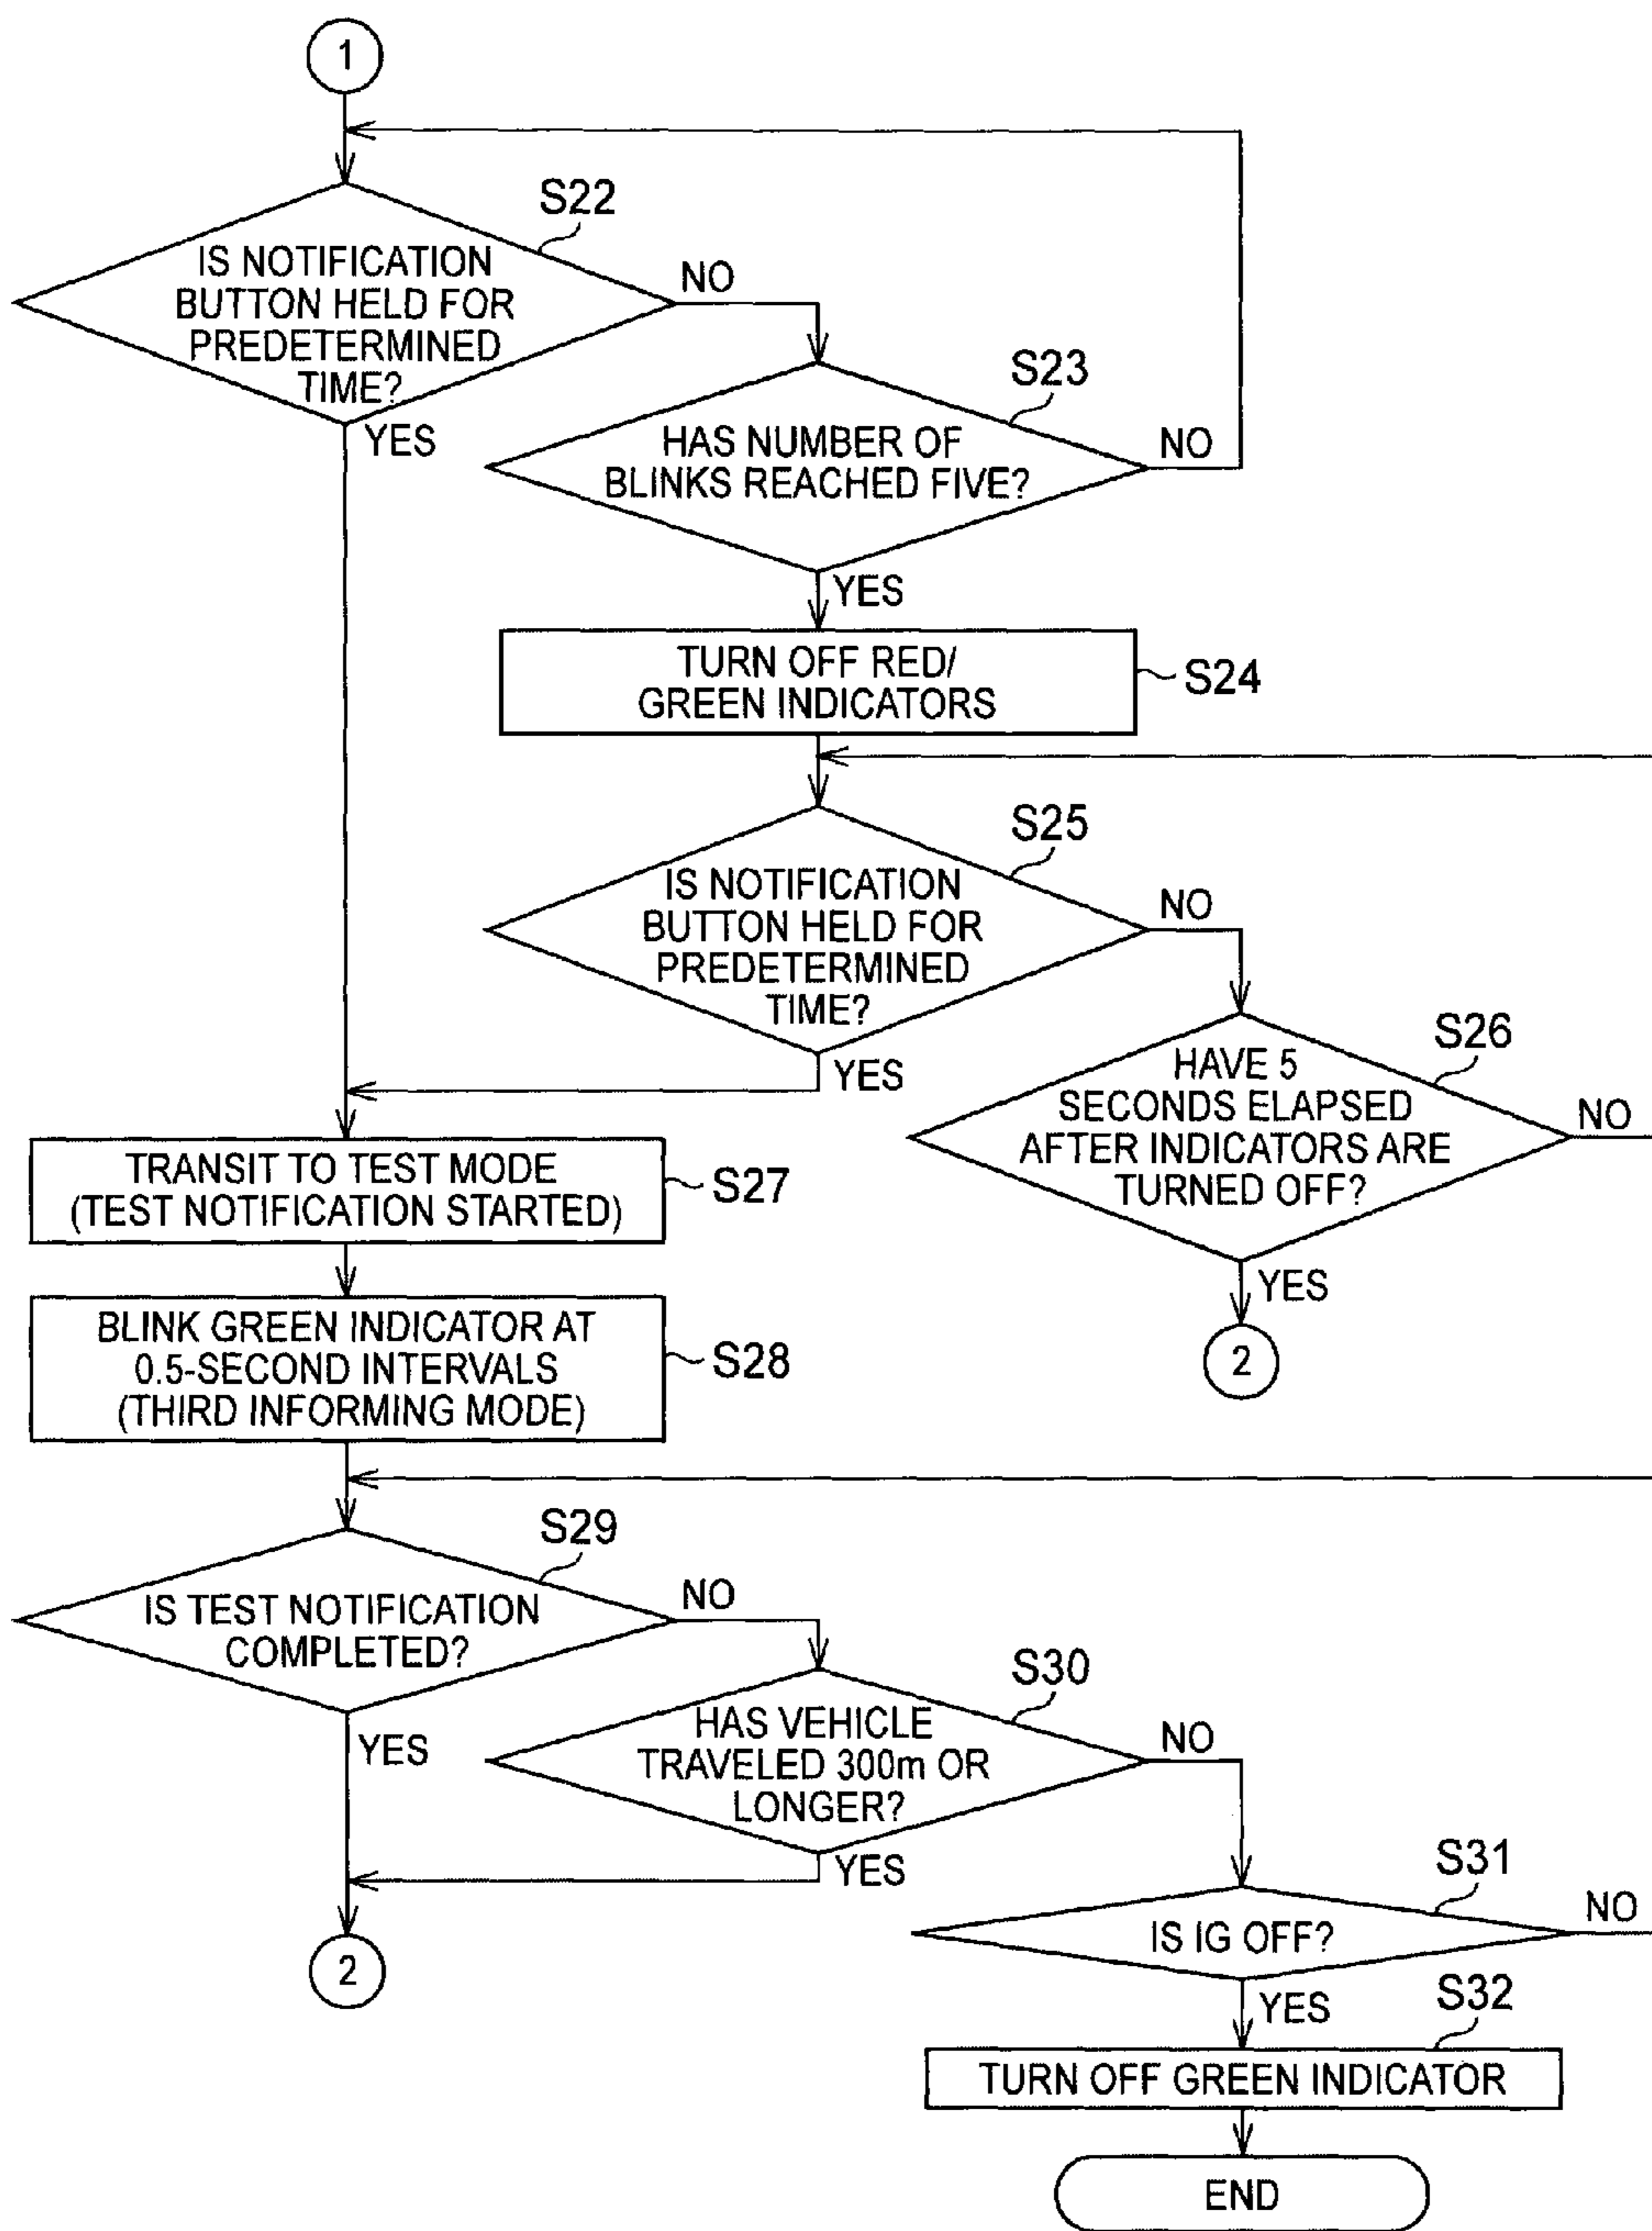 1
S22
IS NOTIFICATION
BUTTON HELD FOR
PREDETERMINED
TIME?
NO
YES
S23
HAS NUMBER OF
BLINKS REACHED FIVE?
NO
YES
TURN OFF RED/
GREEN INDICATORS
S24
S25
IS NOTIFICATION
BUTTON HELD FOR
PREDETERMINED
TIME?
NO
YES
S26
HAVE 5
SECONDS ELAPSED
AFTER INDICATORS ARE
TURNED OFF?
NO
YES
2
TRANSIT TO TEST MODE
(TEST NOTIFICATION STARTED)
S27
BLINK GREEN INDICATOR AT
0.5-SECOND INTERVALS
(THIRD INFORMING MODE)
S28
S29
IS TEST NOTIFICATION
COMPLETED?
NO
YES
S30
HAS VEHICLE
TRAVELED 300m OR
LONGER?
NO
YES
2
S31
IS IG OFF?
NO
YES
S32
TURN OFF GREEN INDICATOR
END